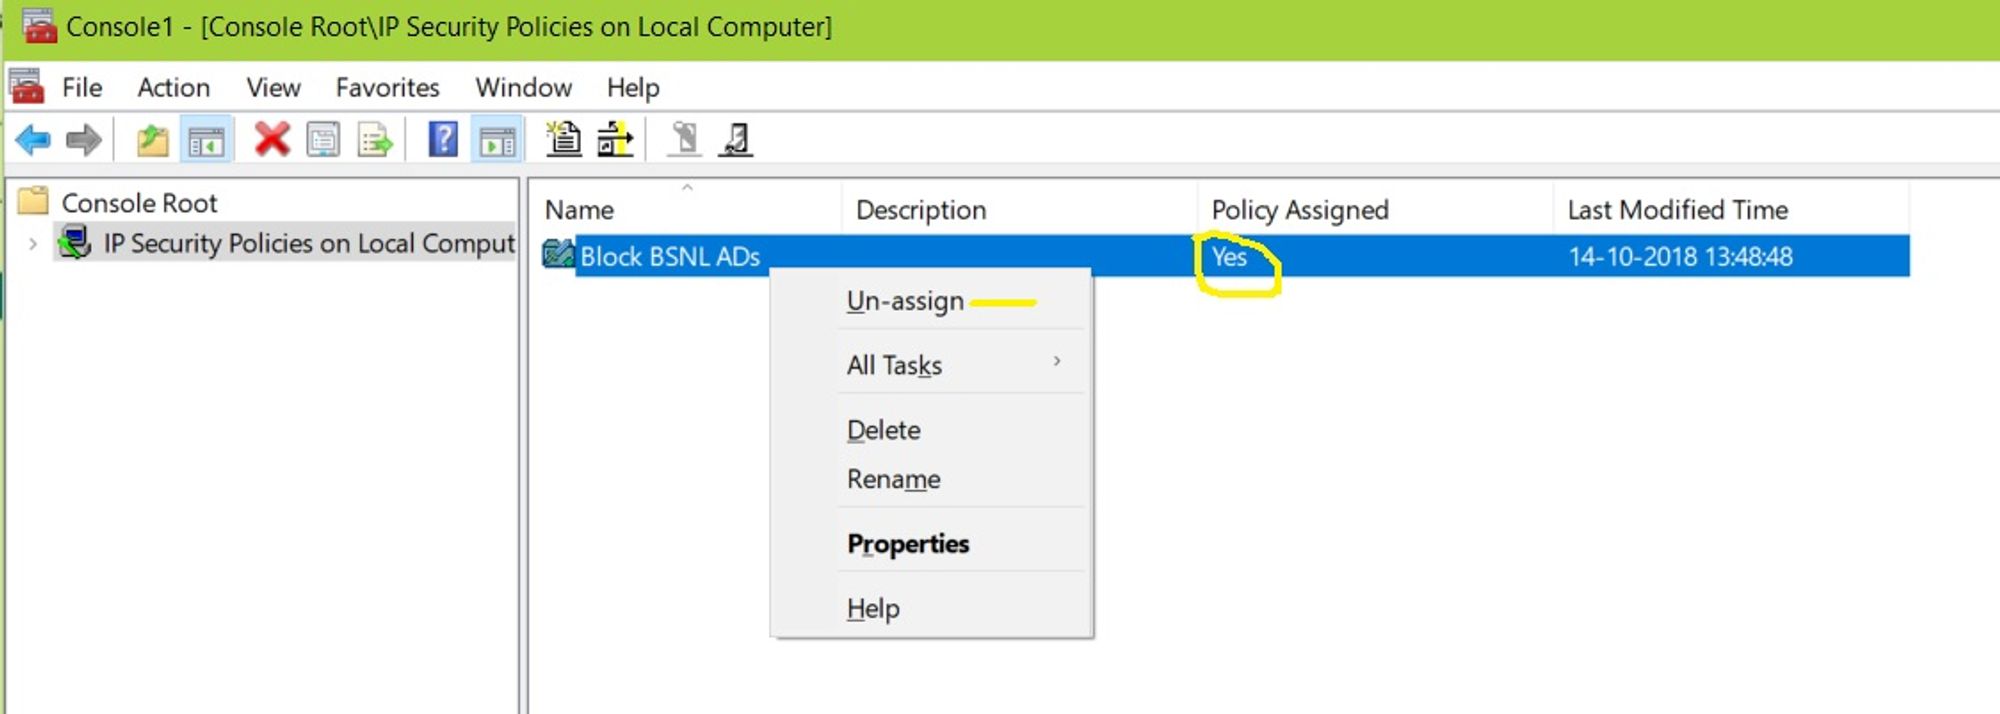 Console1 - [Console Root\IP Security Policies on Local Computer]
File Action View Favorites Window Help
Console Root
IP Security Policies on Local Comput
Name Description Policy Assigned Last Modified Time
Block BSNL ADs Yes 14-10-2018 13:48:48
Un-assign
All Tasks
Delete
Rename
Properties
Help